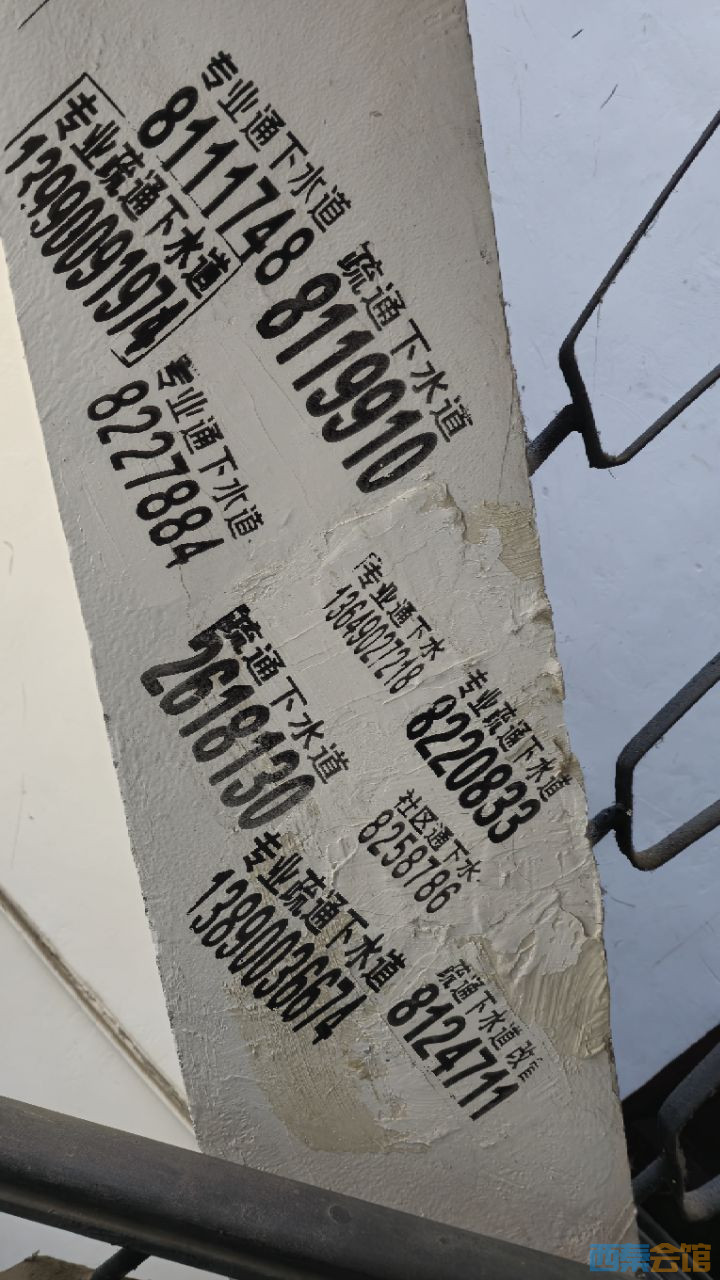 专业通下水道
8111748
专业疏通下水道
疏通下水道
8119910
专业通下水道
8227884
专业通下水
13649027218
疏通下水道
2618130
专业疏通下水道
8220833
社区通下水
8258786
专业疏通下水道
13890036674
疏通下水道改管
8124711
西秦会馆